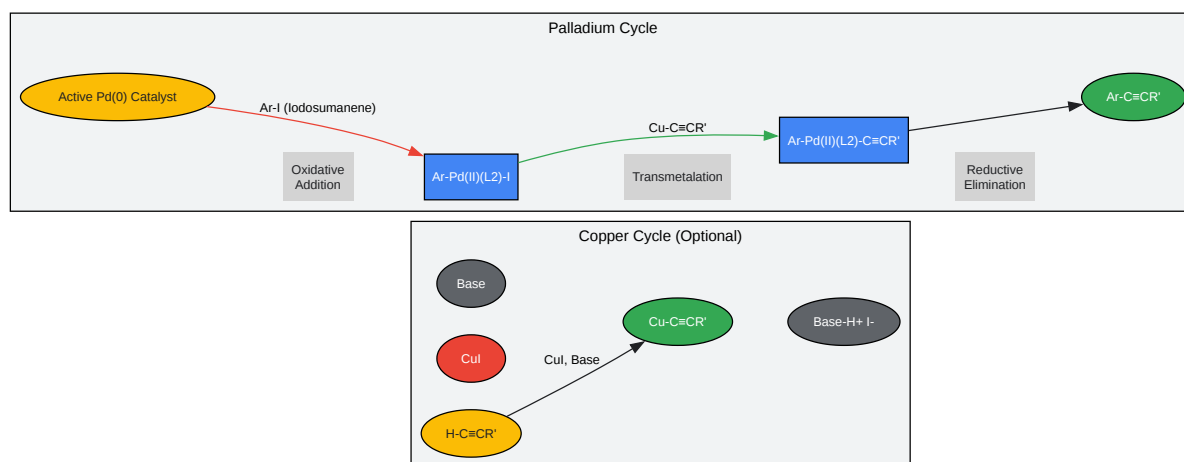 Palladium Cycle
Active Pd(0) Catalyst
Ar-I (Iodosumanene)
Oxidative
Addition
Ar-Pd(II)(L2)-I
Cu-C≡CR'
Transmetalation
Ar-Pd(II)(L2)-C≡CR'
Reductive
Elimination
Ar-C≡CR'
Copper Cycle (Optional)
Base
CuI
H-C≡CR'
CuI, Base
Cu-C≡CR'
Base-H+ I-